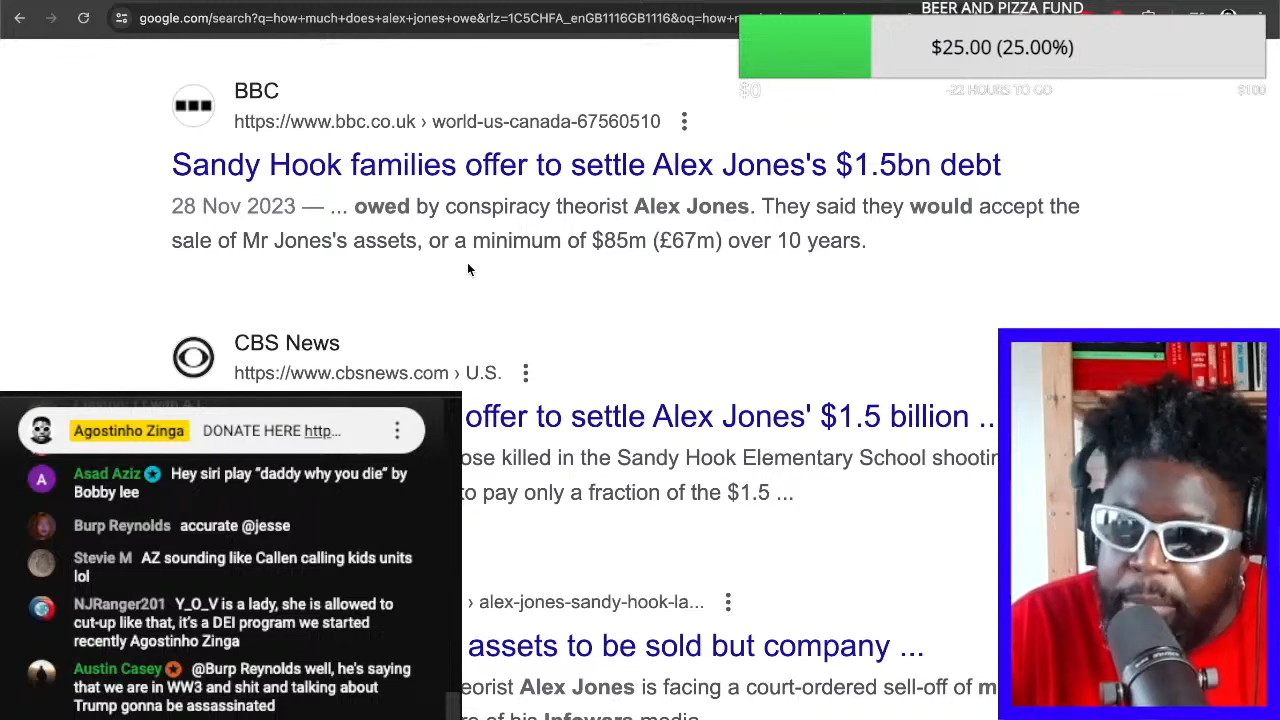 google.com/search?q=how+much+does+alex+jones+owe&rlz=1C5CHFA_enGB1116GB1116&oq=how
BEER AND PIZZA FUND
$25.00 (25.00%)
$0
-22 HOURS TO GO
$100
BBC
https://www.bbc.co.uk › world-us-canada-67560510
Sandy Hook families offer to settle Alex Jones's $1.5bn debt
28 Nov 2023 — ... owed by conspiracy theorist Alex Jones. They said they would accept the
sale of Mr Jones's assets, or a minimum of $85m (£67m) over 10 years.
CBS News
https://www.cbsnews.com › U.S.
offer to settle Alex Jones' $1.5 billion ...
ose killed in the Sandy Hook Elementary School shootin
to pay only a fraction of the $1.5 ...
› alex-jones-sandy-hook-la...
assets to be sold but company ...
eorist Alex Jones is facing a court-ordered sell-off of m
of his Infowars media
Agostinho Zinga DONATE HERE http...
Asad Aziz Hey siri play “daddy why you die” by
Bobby lee
Burp Reynolds accurate @jesse
Stevie M AZ sounding like Callen calling kids units
lol
NJRanger201 Y_O_V is a lady, she is allowed to
cut-up like that, it's a DEI program we started
recently Agostinho Zinga
Austin Casey @Burp Reynolds well, he's saying
that we are in WW3 and shit and talking about
Trump gonna be assassinated